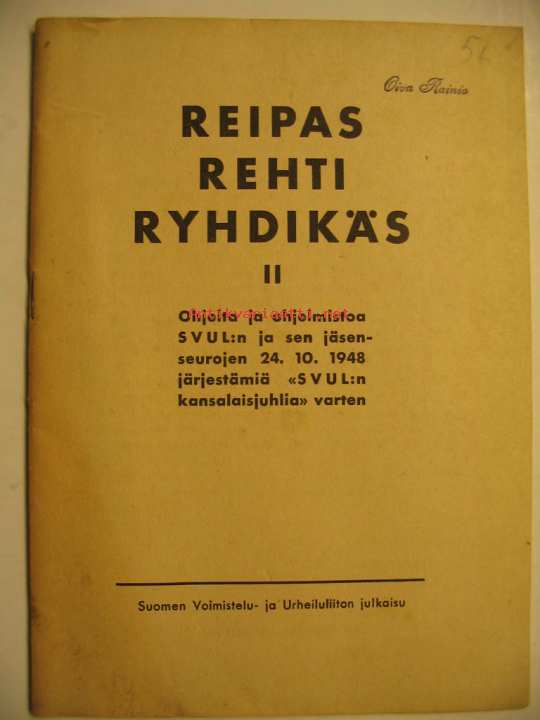 Oiva Rainio
REIPAS
REHTI
RYHDIKÄS
II
Ohjeita ja ohjelmistoa
SVUL:n ja sen jäsen-
seurojen 24. 10. 1948
järjestämiä «SVUL:n
kansalaisjuhlia» varten
Suomen Voimistelu- ja Urheiluliiton julkaisu